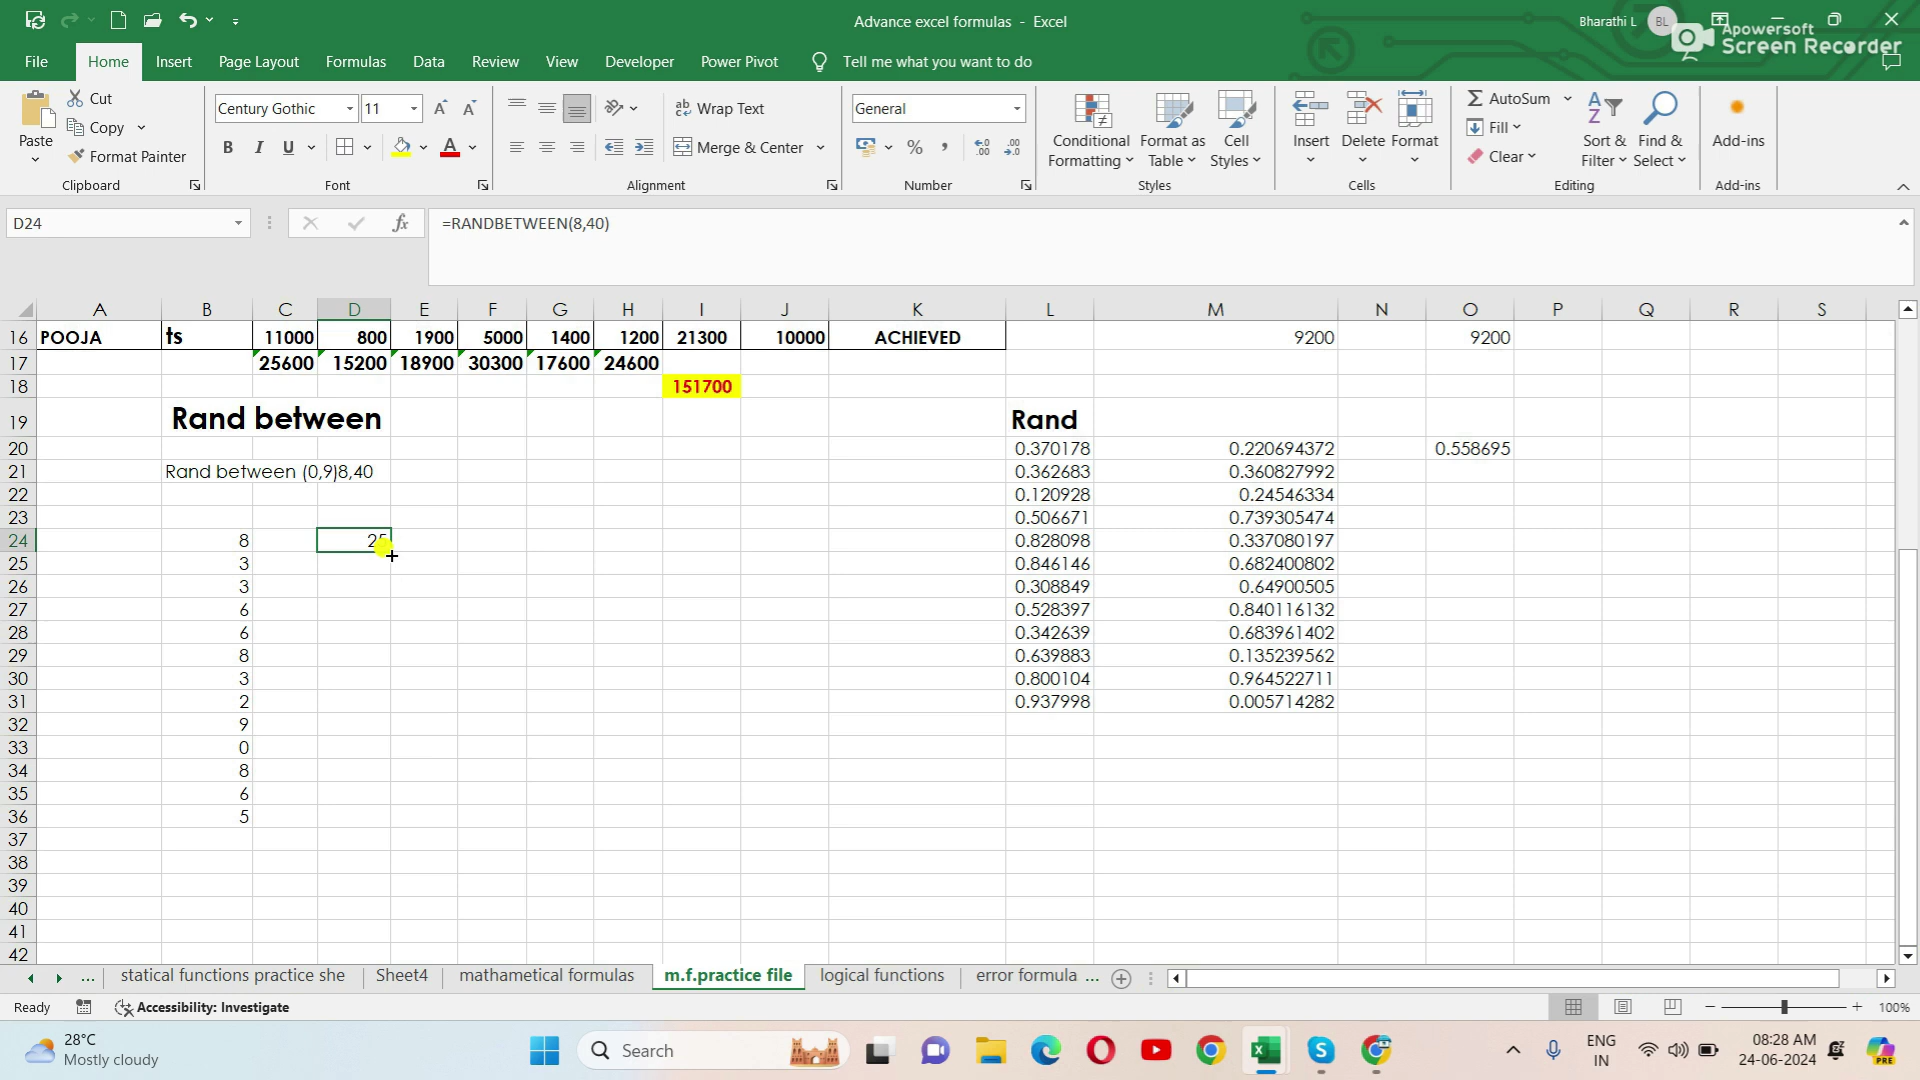 Advance excel formulas - Excel
Bharathi L
BL
Apowersoft
Screen Recorder
File Home Insert Page Layout Formulas Data Review View Developer Power Pivot Tell me what you want to do
Paste
Cut
Copy
Format Painter
Clipboard
Century Gothic 11
B I U
Font
Wrap Text
Merge & Center
Alignment
General
Number
Conditional Formatting
Format as Table
Cell Styles
Styles
Insert Delete Format
Cells
AutoSum
Fill
Clear
Sort & Filter
Find & Select
Editing
Add-ins
Add-ins
D24 fx =RANDBETWEEN(8,40)
A B C D E F G H I J K L M N O P Q R S
16 POOJA ts 11000 800 1900 5000 1400 1200 21300 10000 ACHIEVED 9200 9200
17 25600 15200 18900 30300 17600 24600
18 151700
19 Rand between Rand
20 0.370178 0.220694372 0.558695
21 Rand between (0,9)8,40 0.362683 0.360827992
22 0.120928 0.24546334
23 0.506671 0.739305474
24 8 25 0.828098 0.337080197
25 3 0.846146 0.682400802
26 3 0.308849 0.64900505
27 6 0.528397 0.840116132
28 6 0.342639 0.683961402
29 8 0.639883 0.135239562
30 3 0.800104 0.964522711
31 2 0.937998 0.005714282
32 9
33 0
34 8
35 6
36 5
37
38
39
40
41
42
... statical functions practice she Sheet4 mathametical formulas m.f.practice file logical functions error formula ...
Ready Accessibility: Investigate 100%
28°C
Mostly cloudy
Search
ENG
IN
08:28 AM
24-06-2024
PRE